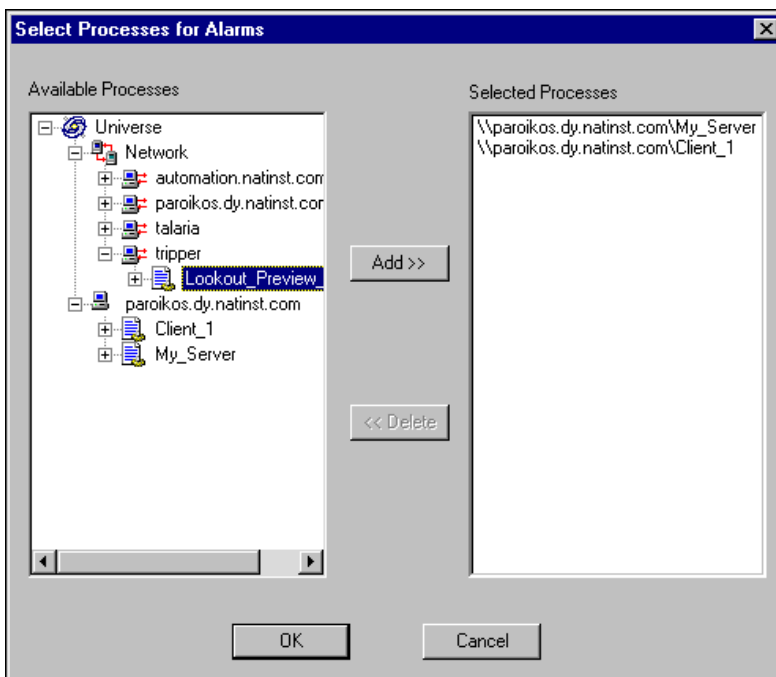 Select Processes for Alarms
Available Processes
Universe
Network
automation.natinst.com
paroikos.dy.natinst.cor
talaria
tripper
Lookout_Preview_
paroikos.dy.natinst.com
Client_1
My_Server
Add >>
<< Delete
Selected Processes
\\paroikos.dy.natinst.com\My_Server
\\paroikos.dy.natinst.com\Client_1
OK
Cancel